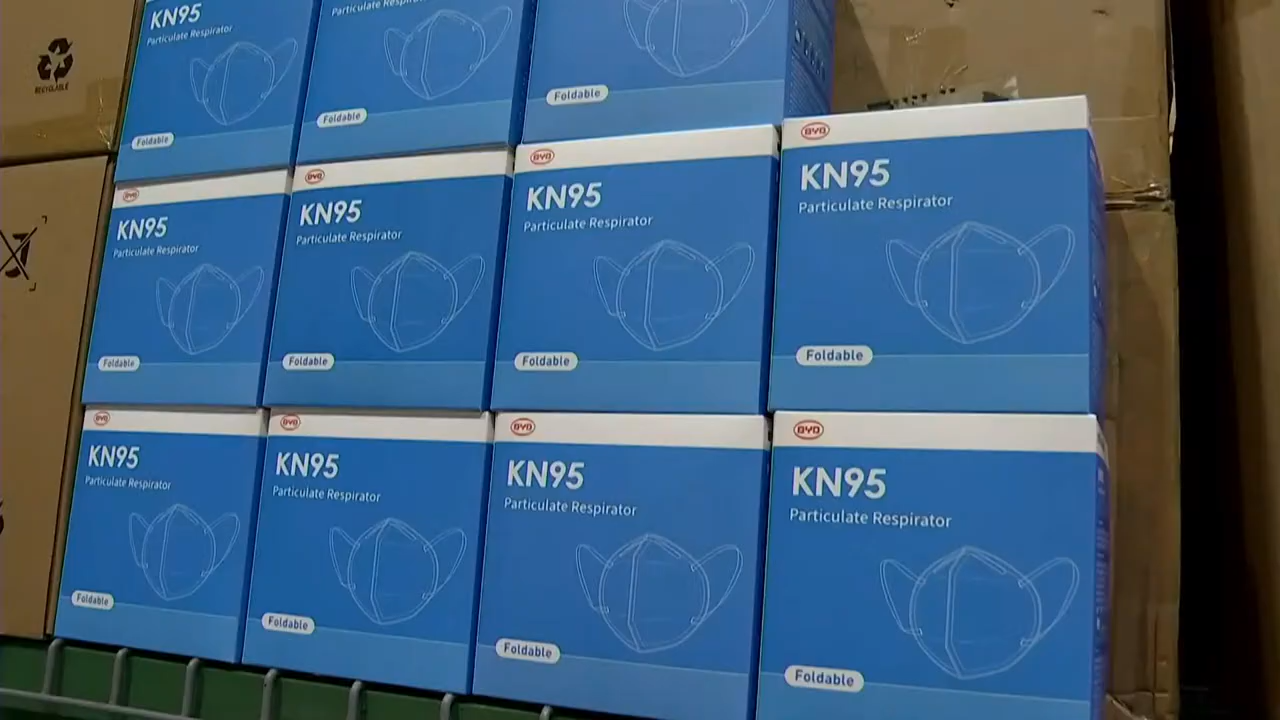 KN95
Particulate Respirator
Foldable
Particulate Respirator
Foldable
Foldable
RECYCLABLE
BYD
KN95
Particulate Respirator
Foldable
BYD
KN95
Particulate Respirator
Foldable
BYD
KN95
Particulate Respirator
Foldable
BYD
KN95
Particulate Respirator
Foldable
BYD
KN95
Particulate Respirator
Foldable
BYD
KN95
Particulate Respirator
Foldable
BYD
KN95
Particulate Respirator
Foldable
BYD
KN95
Particulate Respirator
Foldable